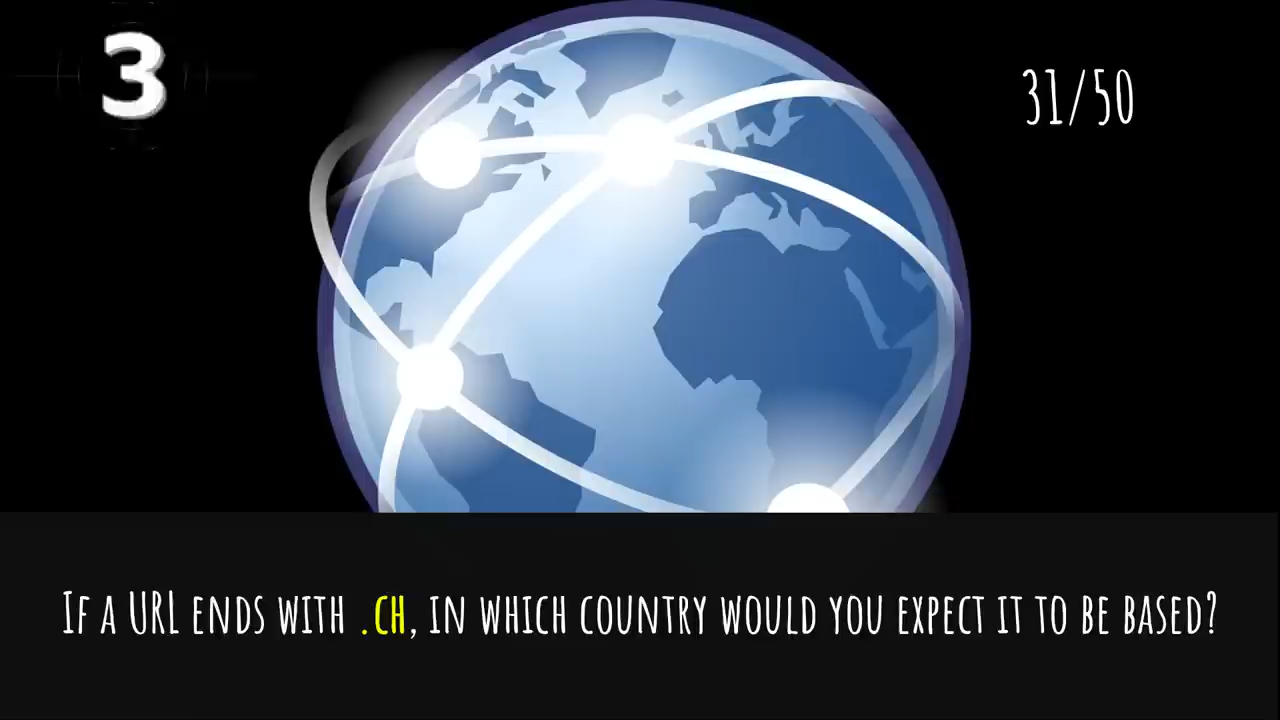 3
31/50
If a URL ends with .ch, in which country would you expect it to be based?